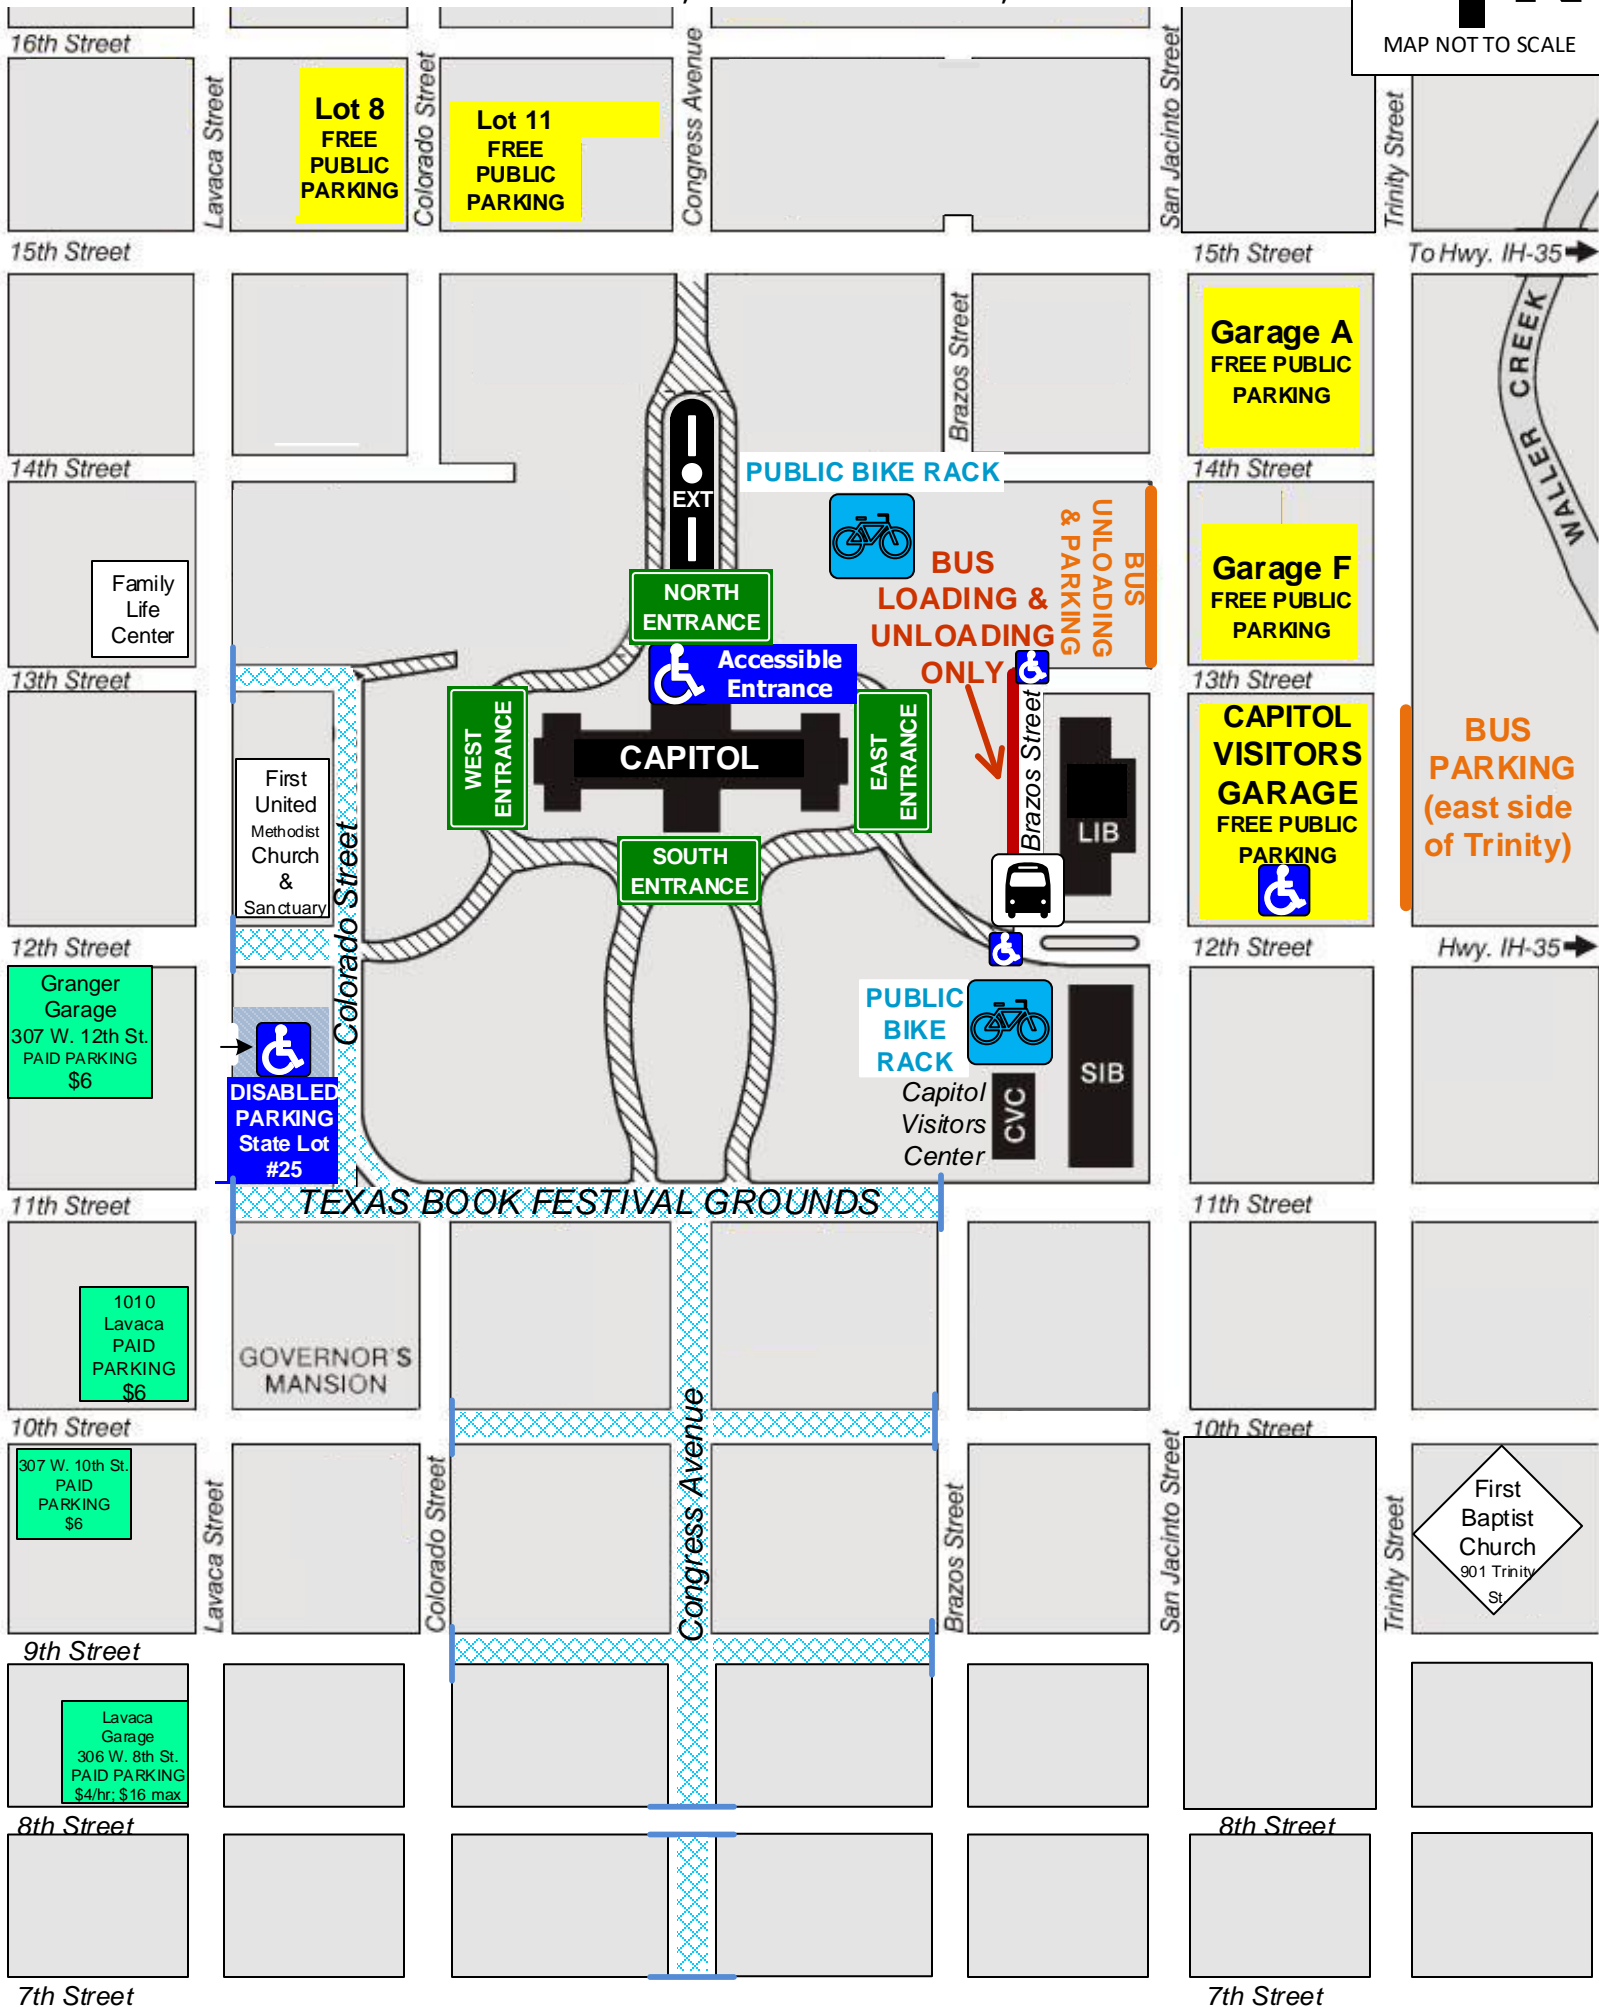 MAP NOT TO SCALE
16th Street
Lavaca Street
Colorado Street
Congress Avenue
San Jacinto Street
Trinity Street
Lot 8
FREE
PUBLIC
PARKING
Lot 11
FREE
PUBLIC
PARKING
15th Street
15th Street
To Hwy. IH-35
Brazos Street
Garage A
FREE PUBLIC
PARKING
WALLER CREEK
14th Street
14th Street
EXT
PUBLIC BIKE RACK
BUS
UNLOADING
& PARKING
BUS
LOADING &
UNLOADING
ONLY
Garage F
FREE PUBLIC
PARKING
Family
Life
Center
NORTH
ENTRANCE
Accessible
Entrance
13th Street
13th Street
WEST
ENTRANCE
CAPITOL
EAST
ENTRANCE
Brazos Street
LIB
CAPITOL
VISITORS
GARAGE
FREE PUBLIC
PARKING
BUS
PARKING
(east side
of Trinity)
First
United
Methodist
Church
&
Sanctuary
Colorado Street
SOUTH
ENTRANCE
12th Street
12th Street
Hwy. IH-35
Granger
Garage
307 W. 12th St.
PAID PARKING
$6
DISABLED
PARKING
State Lot
#25
PUBLIC
BIKE
RACK
Capitol
Visitors
Center
CVC
SIB
TEXAS BOOK FESTIVAL GROUNDS
11th Street
11th Street
1010
Lavaca
PAID
PARKING
$6
GOVERNOR'S
MANSION
Congress Avenue
10th Street
10th Street
307 W. 10th St.
PAID
PARKING
$6
Lavaca Street
Colorado Street
Brazos Street
San Jacinto Street
Trinity Street
First
Baptist
Church
901 Trinity
St.
9th Street
Lavaca
Garage
306 W. 8th St.
PAID PARKING
$4/hr; $16 max
8th Street
8th Street
7th Street
7th Street